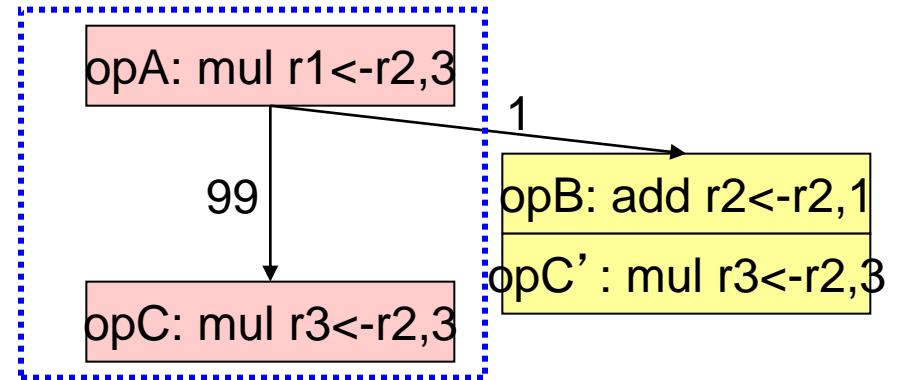 opA: mul r1<-r2,3
1
99
opB: add r2<-r2,1
opC’: mul r3<-r2,3
opC: mul r3<-r2,3